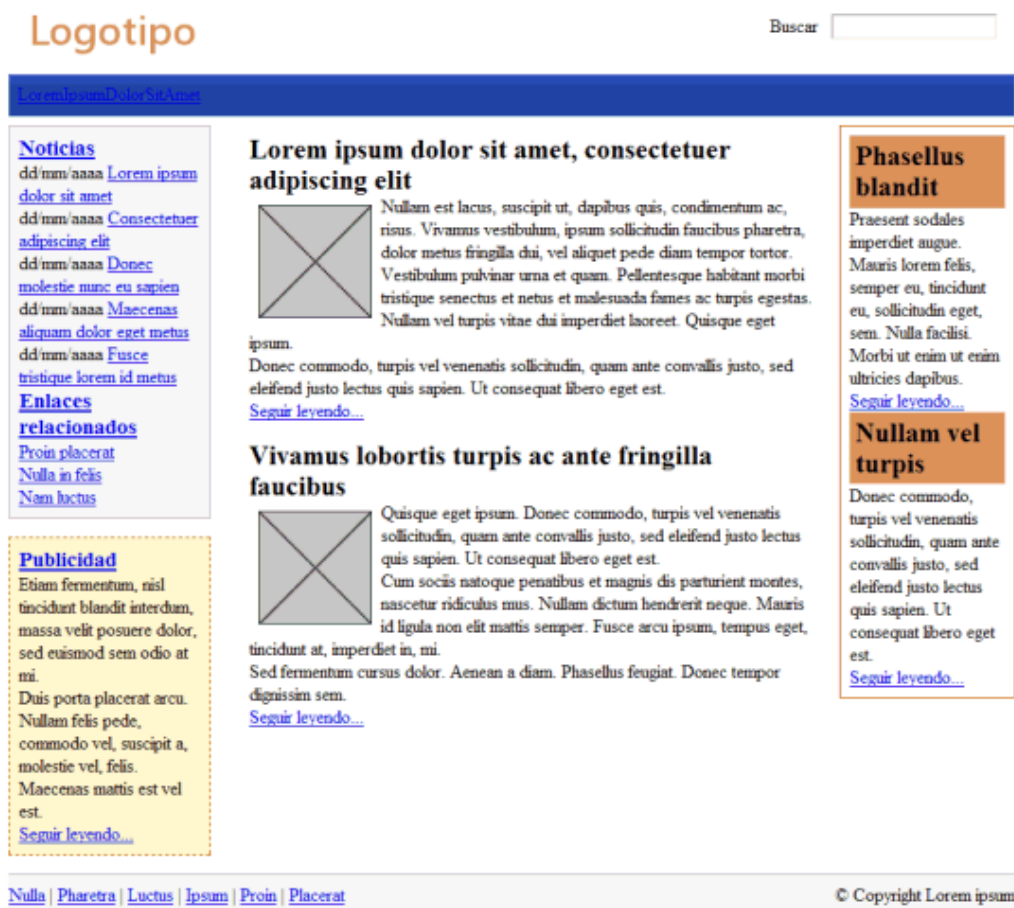 Logotipo
Buscar
LoremIpsumDolorSitAmet
Noticias
dd/mm/aaaa Lorem ipsum
dolor sit amet
dd/mm/aaaa Consectetuer
adipiscing elit
dd/mm/aaaa Donec
molestie nunc eu sapien
dd/mm/aaaa Maecenas
aliquam dolor eget metus
dd/mm/aaaa Fusce
tristique lorem id metus
Enlaces
relacionados
Proin placerat
Nulla in felis
Nam luctus
Publicidad
Etiam fermentum, nisl
tincidunt blandit interdum,
massa velit posuere dolor,
sed euismod sem odio at
mi.
Duis porta placerat arcu.
Nullam felis pede,
commodo vel, suscipit a,
molestie vel, felis.
Maecenas mattis est vel
est.
Seguir leyendo...
Lorem ipsum dolor sit amet, consectetuer
adipiscing elit
Nullam est lacus, suscipit ut, dapibus quis, condimentum ac,
risus. Vivamus vestibulum, ipsum sollicitudin faucibus pharetra,
dolor metus fringilla dui, vel aliquet pede diam tempor tortor.
Vestibulum pulvinar urna et quam. Pellentesque habitant morbi
tristique senectus et netus et malesuada fames ac turpis egestas.
Nullam vel turpis vitae dui imperdiet laoreet. Quisque eget
ipsum.
Donec commodo, turpis vel venenatis sollicitudin, quam ante convallis justo, sed
eleifend justo lectus quis sapien. Ut consequat libero eget est.
Seguir leyendo...
Vivamus lobortis turpis ac ante fringilla
faucibus
Quisque eget ipsum. Donec commodo, turpis vel venenatis
sollicitudin, quam ante convallis justo, sed eleifend justo lectus
quis sapien. Ut consequat libero eget est.
Cum sociis natoque penatibus et magnis dis parturient montes,
nascetur ridiculus mus. Nullam dictum hendrerit neque. Mauris
id ligula non elit mattis semper. Fusce arcu ipsum, tempus eget,
tincidunt at, imperdiet in, mi.
Sed fermentum cursus dolor. Aenean a diam. Phasellus feugiat. Donec tempor
dignissim sem.
Seguir leyendo...
Phasellus
blandit
Praesent sodales
imperdiet augue.
Mauris lorem felis,
semper eu, tincidunt
eu, sollicitudin eget,
sem. Nulla facilisi.
Morbi ut enim ut enim
ultricies dapibus.
Seguir leyendo...
Nullam vel
turpis
Donec commodo,
turpis vel venenatis
sollicitudin, quam ante
convallis justo, sed
eleifend justo lectus
quis sapien. Ut
consequat libero eget
est.
Seguir leyendo...
Nulla | Pharetra | Luctus | Ipsum | Proin | Placerat
© Copyright Lorem ipsum